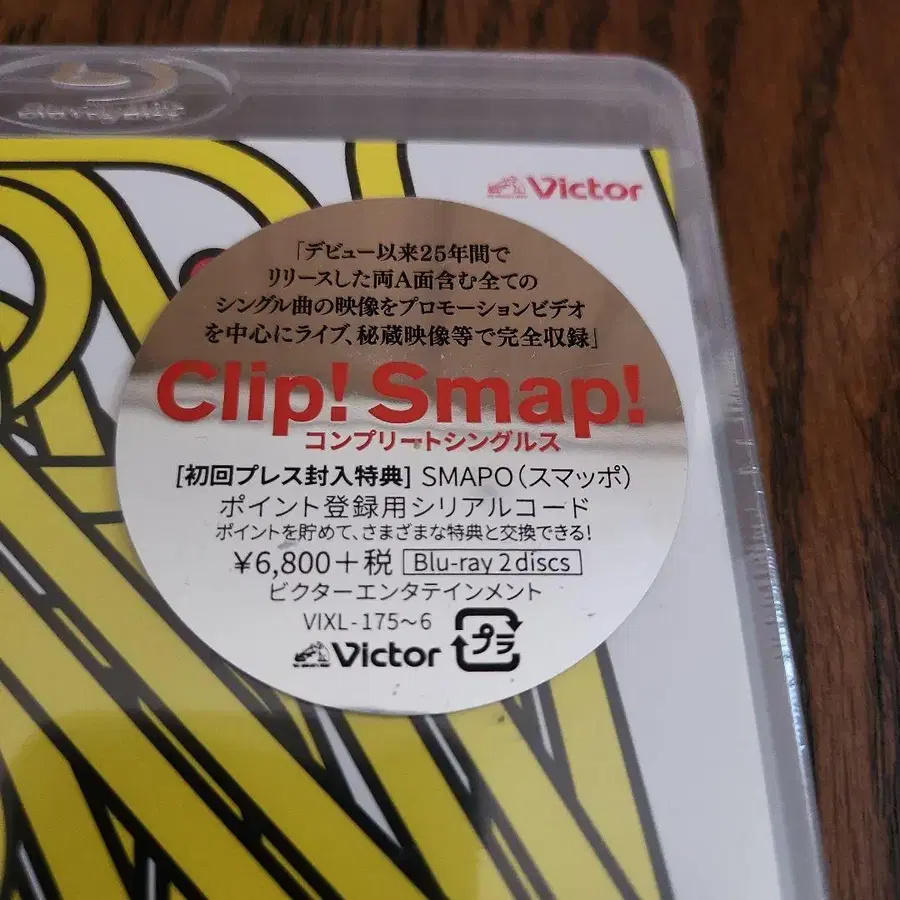 Blu-ray Disc
Victor
「デビュー以来25年間で
リリースした両A面含む全ての
シングル曲の映像をプロモーションビデオ
を中心にライブ、秘蔵映像等で完全収録」
Clip! Smap!
コンプリートシングルス
[初回プレス封入特典] SMAPO(スマッポ)
ポイント登録用シリアルコード
ポイントを貯めて、さまざまな特典と交換できる!
¥6,800+税 Blu-ray 2discs
ビクターエンタテインメント
VIXL-175~6
Victor プラ